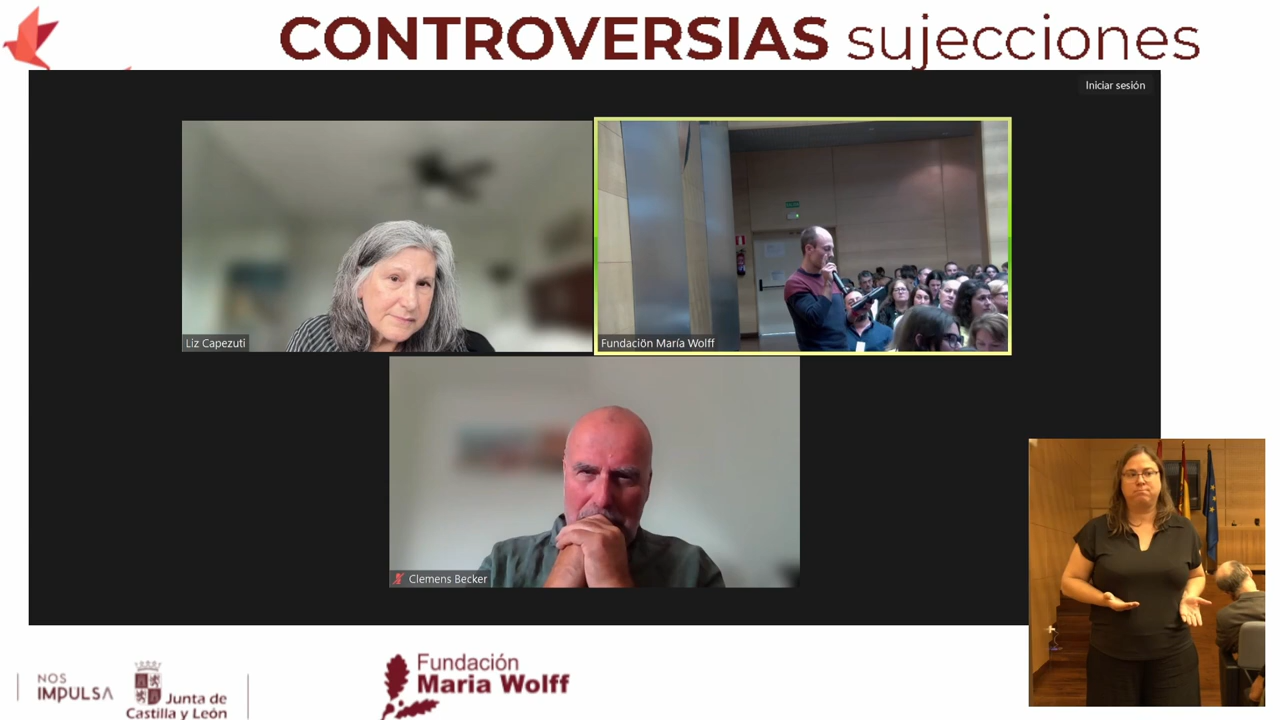 CONTROVERSIAS sujecciones
Iniciar sesión
Liz Capezuti
Fundaciön María Wolff
Clemens Becker
NOS
IMPULSA
Junta de
Castilla y León
Fundación
Maria Wolff